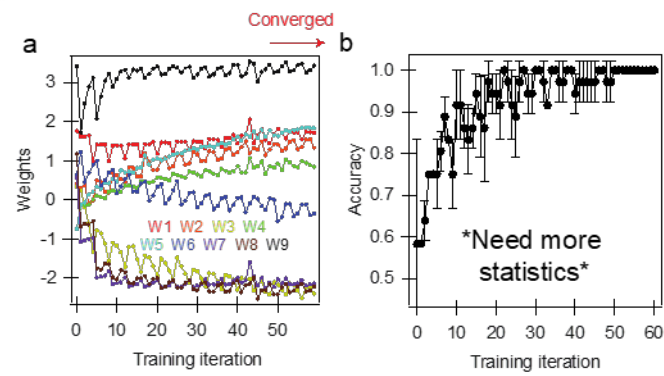 Converged
a
b
3
2
1
0
-1
-2
Weights
W1 W2 W3 W4
W5 W6 W7 W8 W9
0 10 20 30 40 50
Training iteration
1.0
0.9
0.8
0.7
0.6
0.5
Accuracy
*Need more
statistics*
0 10 20 30 40 50 60
Training iteration